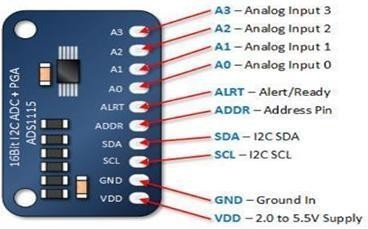 A3 A3 – Analog Input 3
A2 A2 – Analog Input 2
A1 A1 – Analog Input 1
A0 A0 – Analog Input 0
ALRT ALRT – Alert/Ready
ADDR ADDR – Address Pin
SDA SDA – I2C SDA
SCL SCL – I2C SCL
GND GND – Ground In
VDD VDD – 2.0 to 5.5V Supply
16Bit I2C ADC + PGA
ADS1115